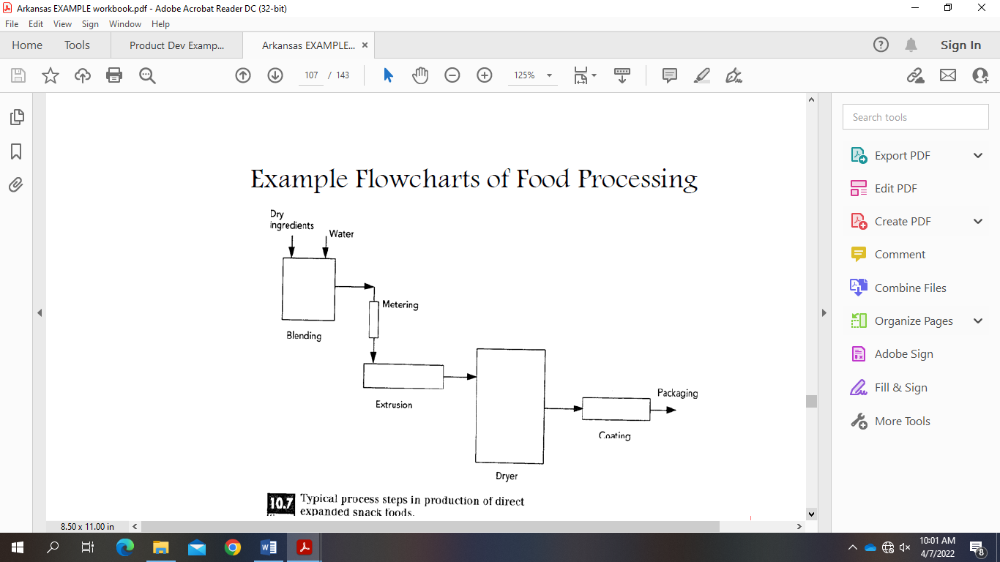 Arkansas EXAMPLE workbook.pdf - Adobe Acrobat Reader DC (32-bit)
File Edit View Sign Window Help
Home Tools Product Dev Examp... Arkansas EXAMPLE... × Sign In
107 / 143 125%
Search tools
Export PDF
Edit PDF
Create PDF
Comment
Combine Files
Organize Pages
Adobe Sign
Fill & Sign
More Tools
Example Flowcharts of Food Processing
Dry
ingredients
Water
Blending
Metering
Extrusion
Dryer
Coating
Packaging
10.7 Typical process steps in production of direct
expanded snack foods.
8.50 x 11.00 in
10:01 AM
4/7/2022
8